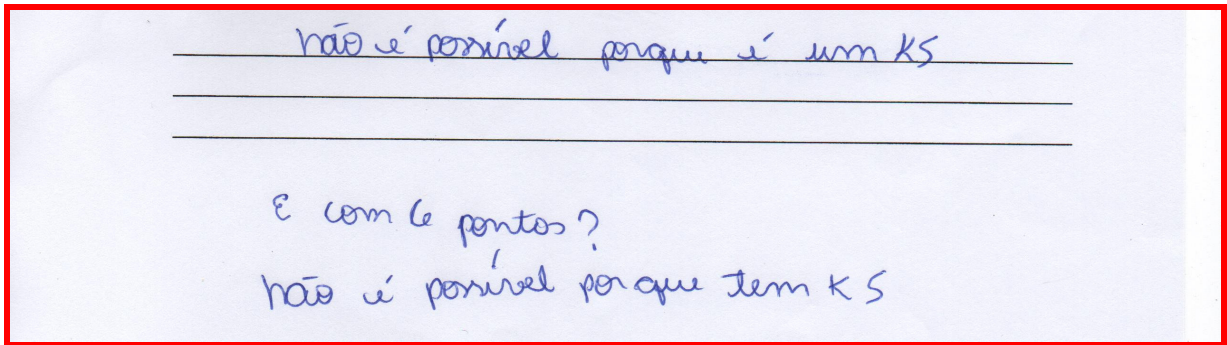 Não é possível porque é um K5
E com 6 pontos?
Não é possível porque tem K5